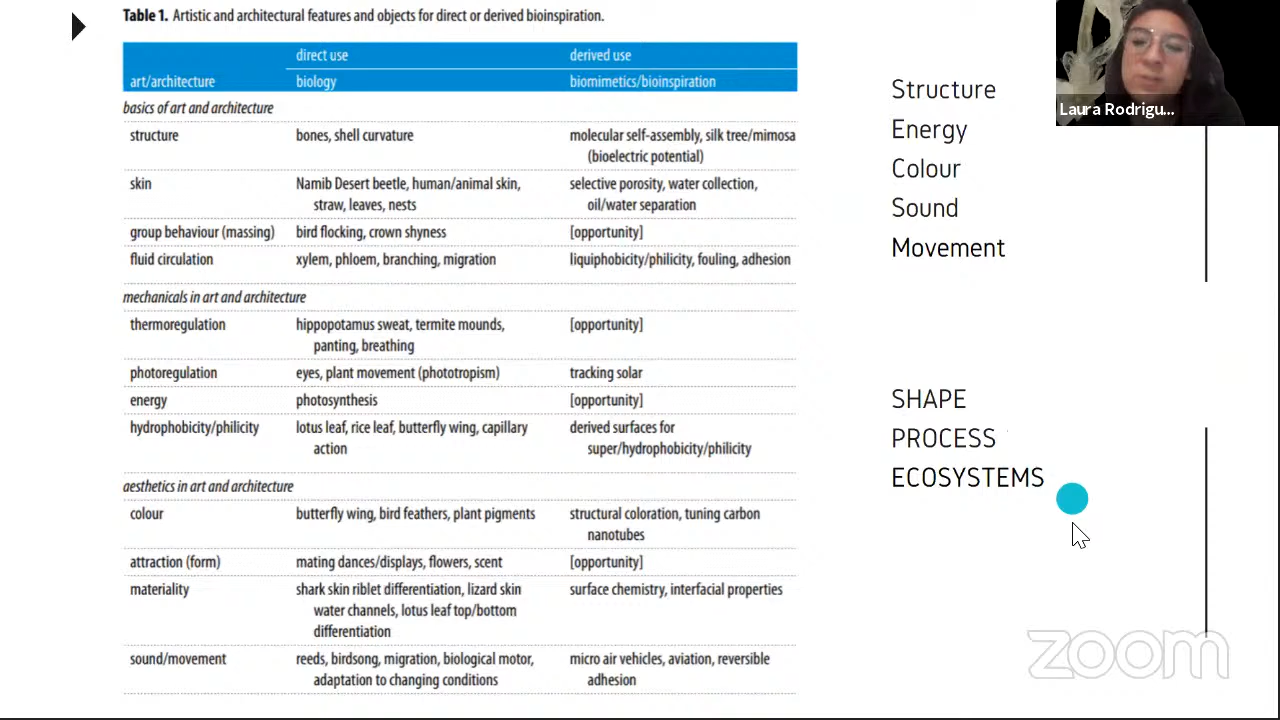 Table 1. Artistic and architectural features and objects for direct or derived bioinspiration.
direct use derived use
art/architecture biology biomimetics/bioinspiration
basics of art and architecture
structure bones, shell curvature molecular self-assembly, silk tree/mimosa
(bioelectric potential)
skin Namib Desert beetle, human/animal skin, selective porosity, water collection,
straw, leaves, nests oil/water separation
group behaviour (massing) bird flocking, crown shyness [opportunity]
fluid circulation xylem, phloem, branching, migration liquiphobicity/philicity, fouling, adhesion
mechanicals in art and architecture
thermoregulation hippopotamus sweat, termite mounds, [opportunity]
panting, breathing
photoregulation eyes, plant movement (phototropism) tracking solar
energy photosynthesis [opportunity]
hydrophobicity/philicity lotus leaf, rice leaf, butterfly wing, capillary derived surfaces for
action super/hydrophobicity/philicity
aesthetics in art and architecture
colour butterfly wing, bird feathers, plant pigments structural coloration, tuning carbon
nanotubes
attraction (form) mating dances/displays, flowers, scent [opportunity]
materiality shark skin riblet differentiation, lizard skin surface chemistry, interfacial properties
water channels, lotus leaf top/bottom
differentiation
sound/movement reeds, birdsong, migration, biological motor, micro air vehicles, aviation, reversible
adaptation to changing conditions adhesion
Structure
Energy
Colour
Sound
Movement
SHAPE
PROCESS
ECOSYSTEMS
Laura Rodrigu...
zoom